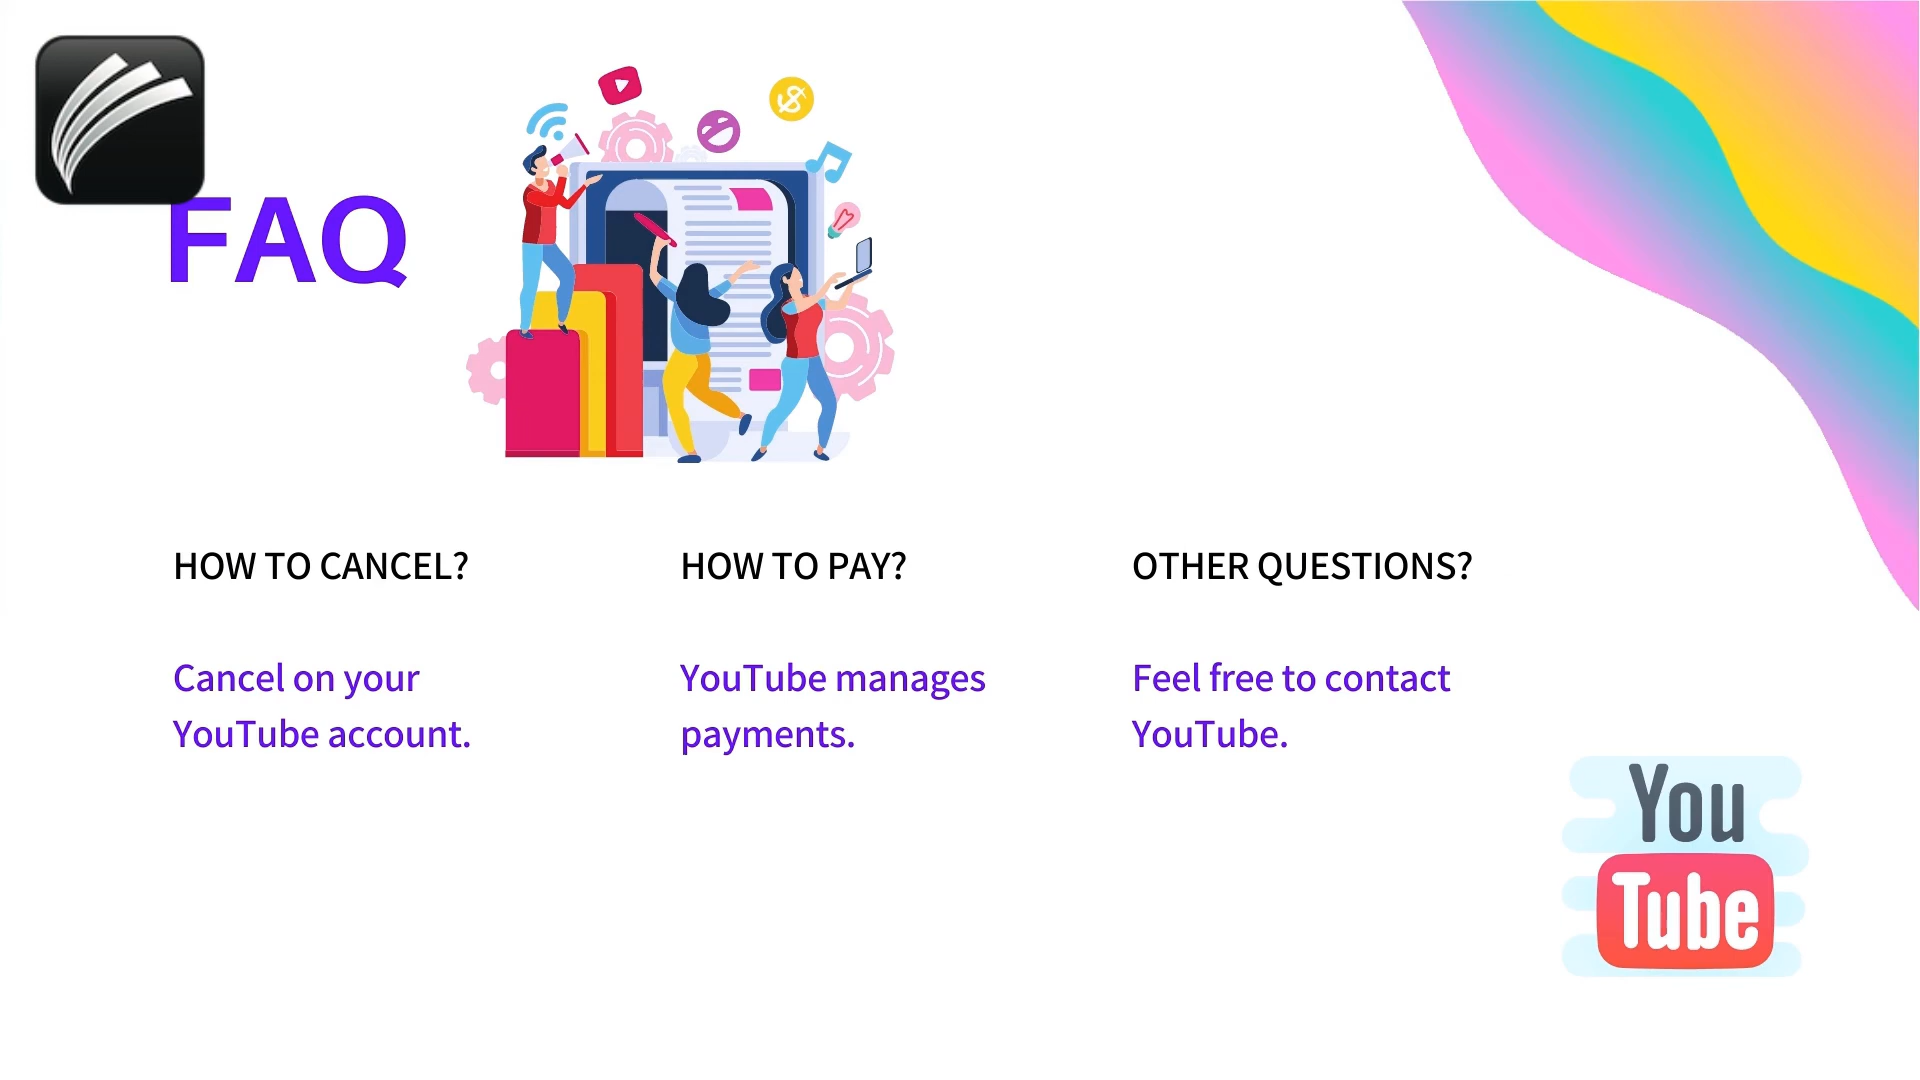 FAQ
HOW TO CANCEL?
Cancel on your
YouTube account.
HOW TO PAY?
YouTube manages
payments.
OTHER QUESTIONS?
Feel free to contact
YouTube.
You
Tube